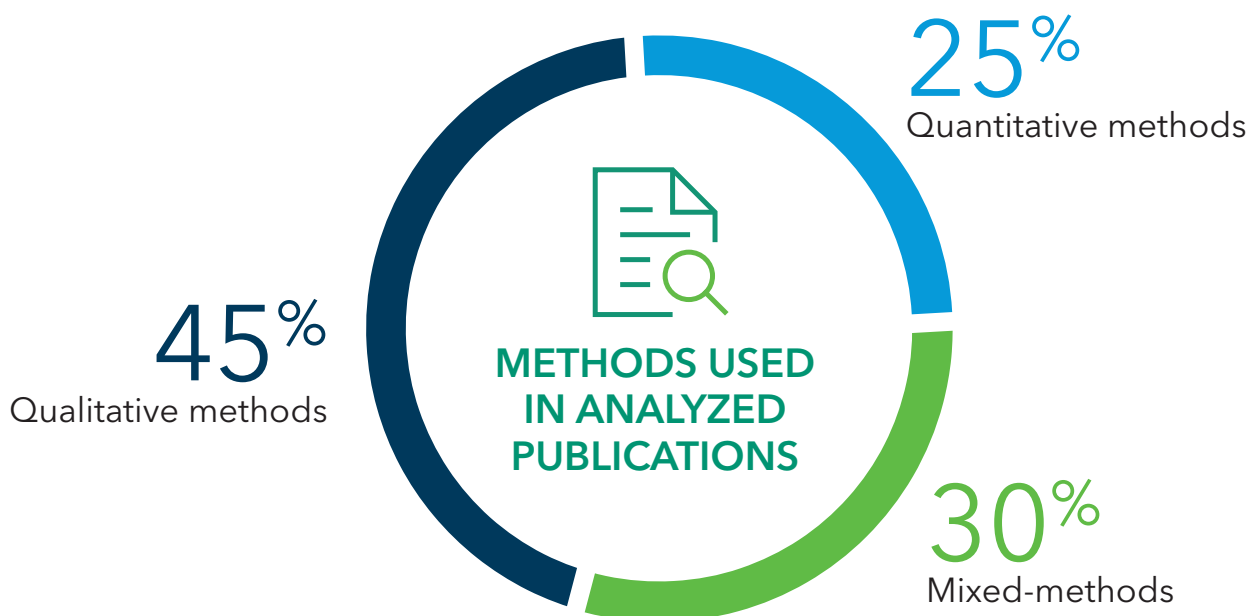 25%
Quantitative methods
45%
Qualitative methods
METHODS USED
IN ANALYZED
PUBLICATIONS
30%
Mixed-methods